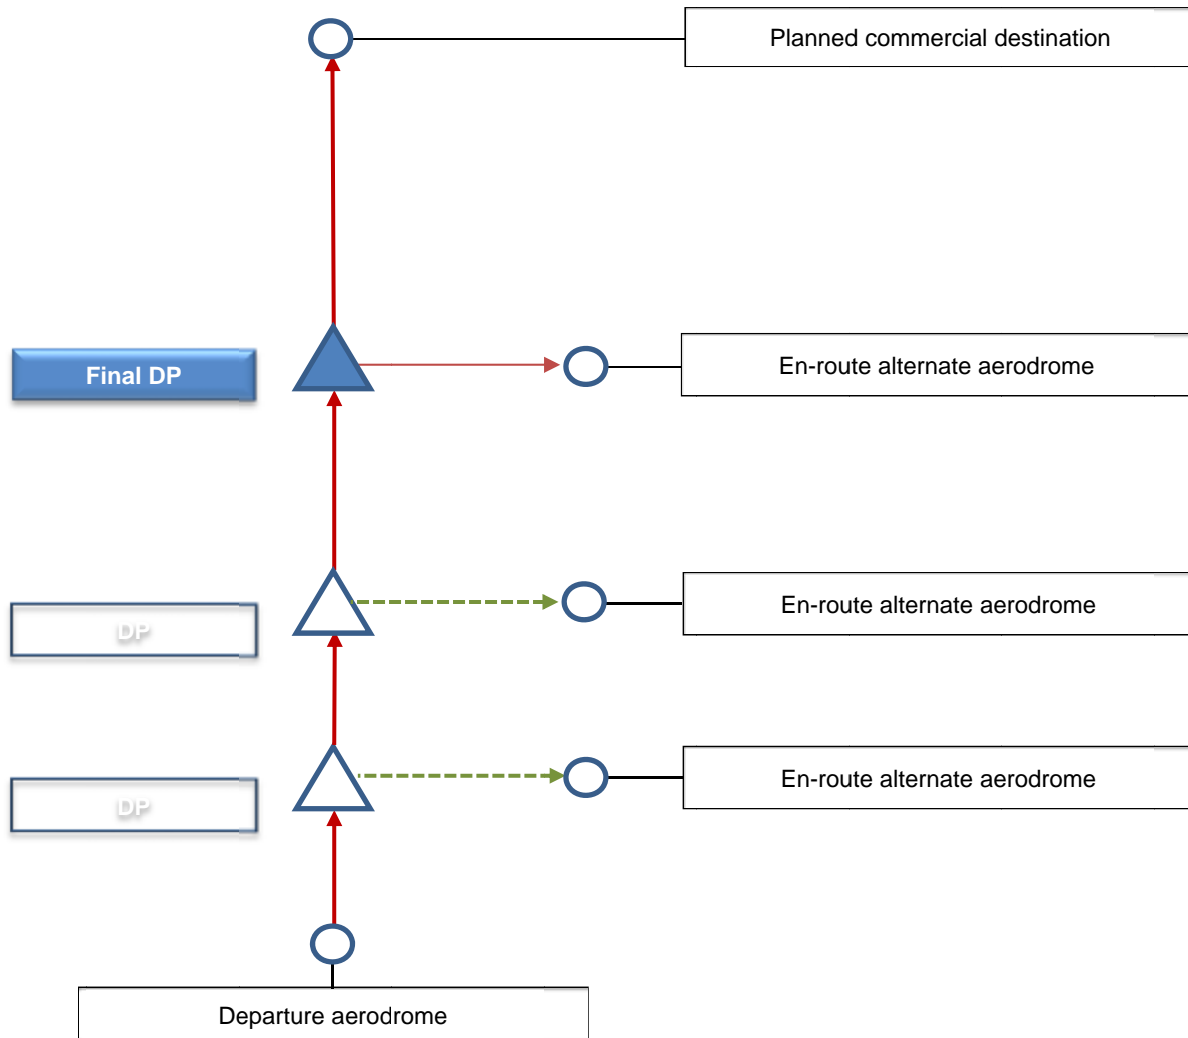 Planned commercial destination
Final DP
En-route alternate aerodrome
DP
En-route alternate aerodrome
DP
En-route alternate aerodrome
Departure aerodrome